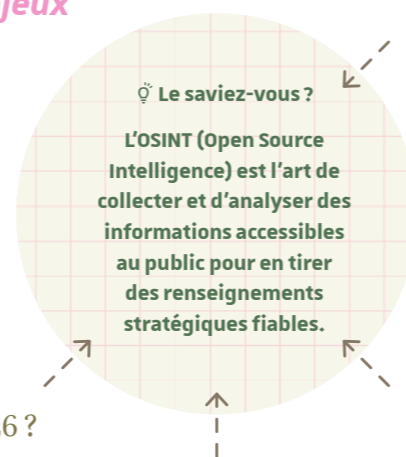 jeux
Le saviez-vous ?
L'OSINT (Open Source
Intelligence) est l'art de
collecter et d'analyser des
informations accessibles
au public pour en tirer
des renseignements
stratégiques fiables.
6 ?